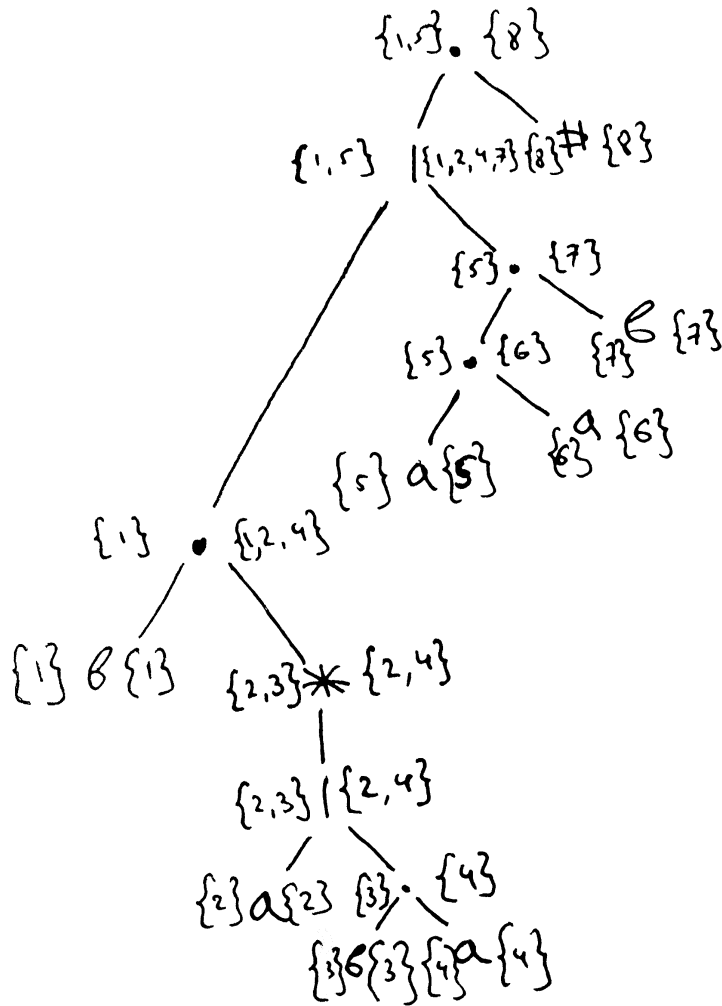 {1,5} • {8}
{1,5} | {1,2,4,7} {8} # {8}
{5} • {7}
{7} в {7}
{5} • {6}
{6} a {6}
{5} a {5}
{1} • {1,2,4}
{1} в {1}
{2,3} * {2,4}
{2,3} | {2,4}
{2} a {2} {3} • {4}
{3} в {3} {4} a {4}